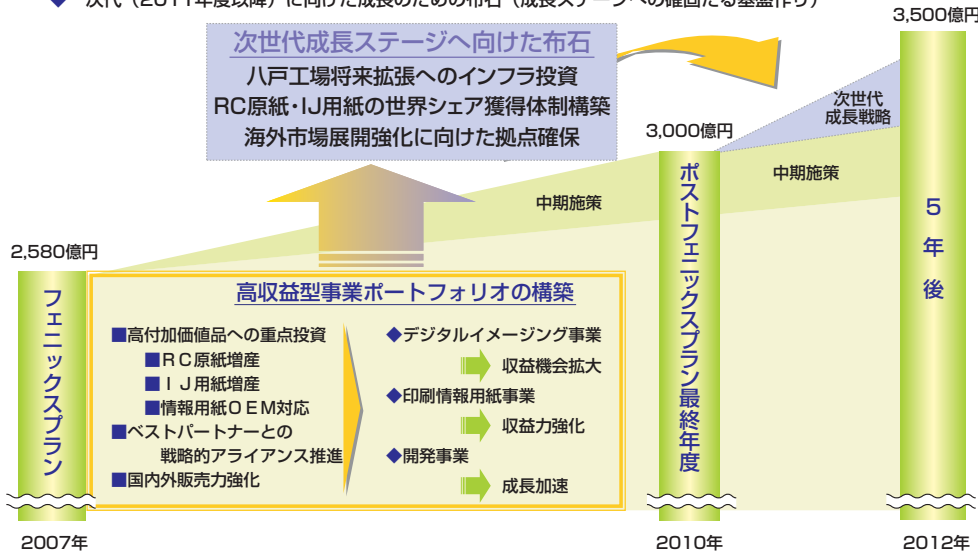 ◆ 次代（2011年度以降）に向けた成長のための布石（成長ステージへの確固たる基盤作り）
3,500億円
次世代成長ステージへ向けた布石
八戸工場将来拡張へのインフラ投資
RC原紙・IJ用紙の世界シェア獲得体制構築
海外市場展開強化に向けた拠点確保
次世代
成長戦略
3,000億円
中期施策
中期施策
2,580億円
フェニックスプラン
高収益型事業ポートフォリオの構築
■高付加価値品への重点投資
■ＲＣ原紙増産
■ＩＪ用紙増産
■情報用紙ＯＥＭ対応
■ベストパートナーとの
戦略的アライアンス推進
■国内外販売力強化
◆デジタルイメージング事業
収益機会拡大
◆印刷情報用紙事業
収益力強化
◆開発事業
成長加速
ポストフェニックスプラン最終年度
５年後
2007年
2010年
2012年